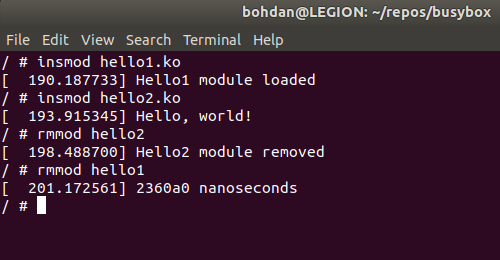 bohdan@LEGION: ~/repos/busybox
File Edit View Search Terminal Help
/ # insmod hello1.ko
[  190.187733] Hello1 module loaded
/ # insmod hello2.ko
[  193.915345] Hello, world!
/ # rmmod hello2
[  198.488700] Hello2 module removed
/ # rmmod hello1
[  201.172561] 2360a0 nanoseconds
/ #